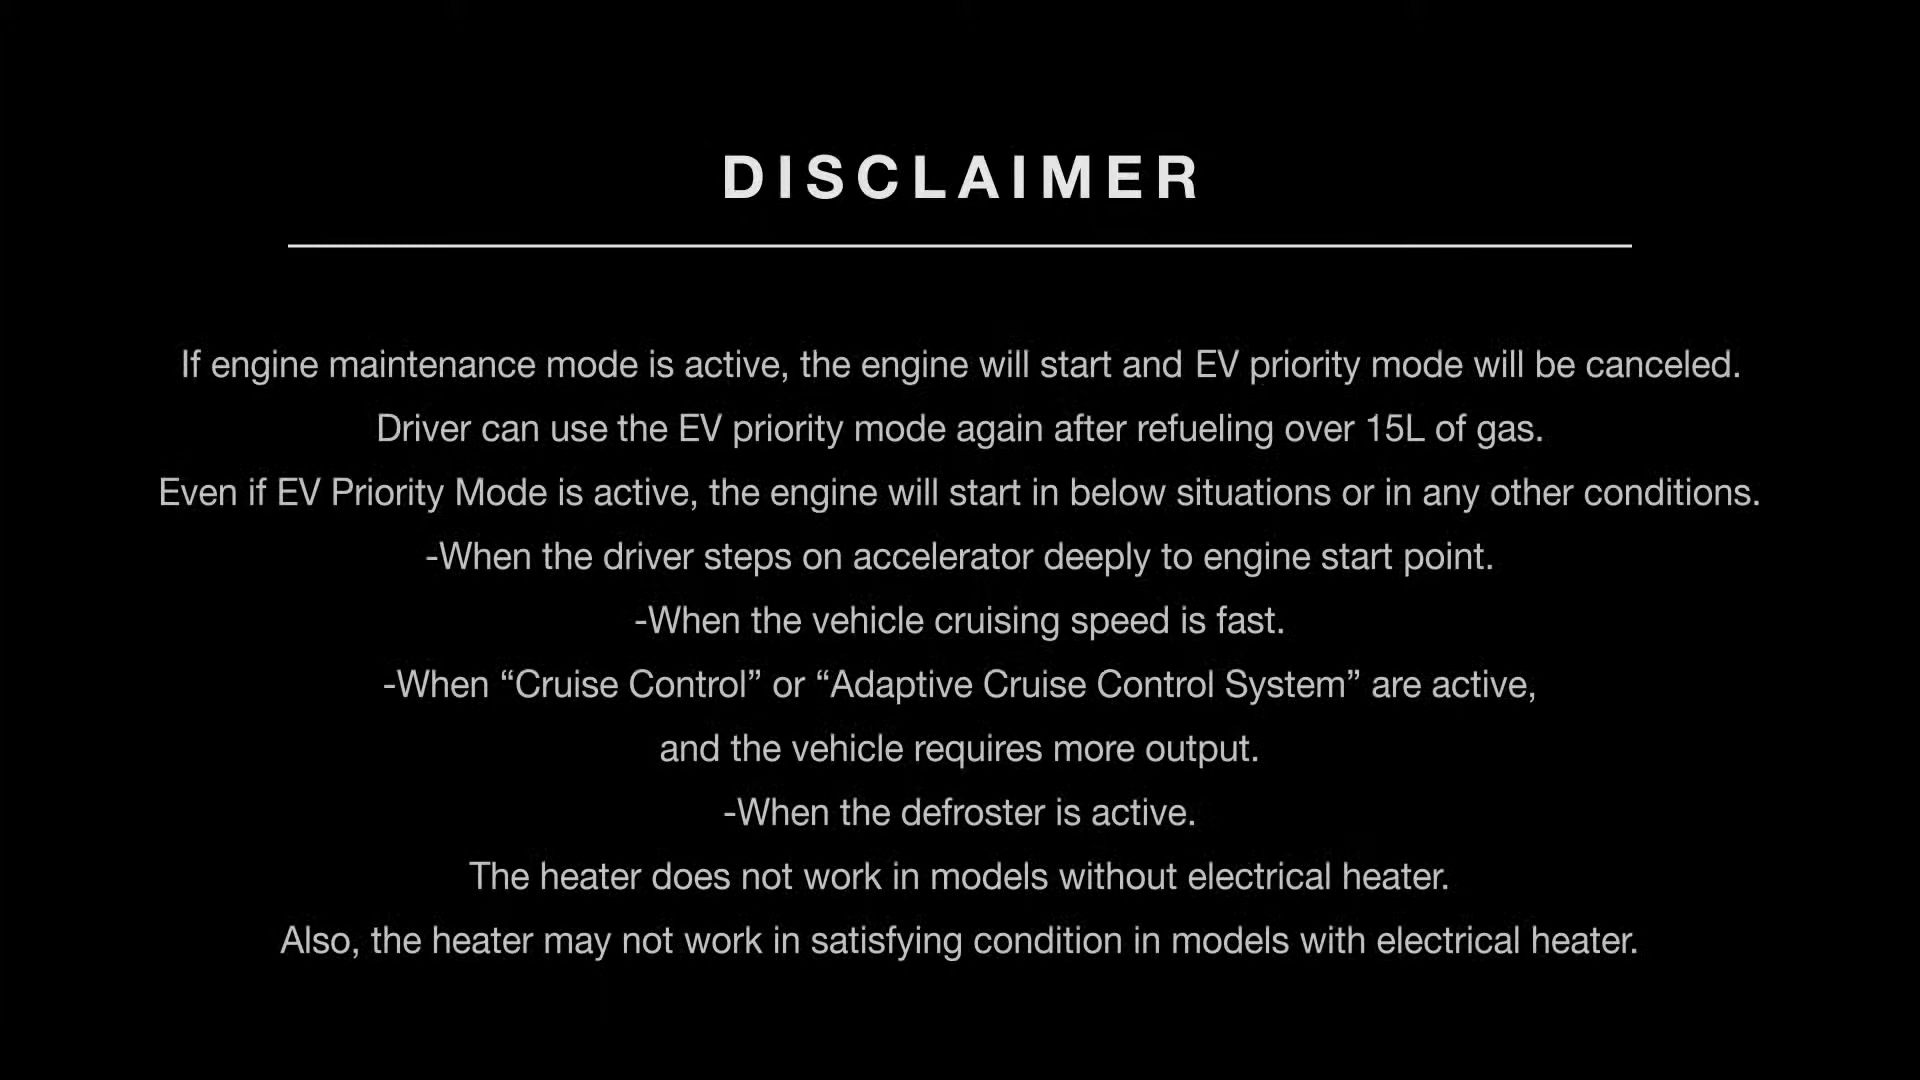 DISCLAIMER
If engine maintenance mode is active, the engine will start and EV priority mode will be canceled.
Driver can use the EV priority mode again after refueling over 15L of gas.
Even if EV Priority Mode is active, the engine will start in below situations or in any other conditions.
-When the driver steps on accelerator deeply to engine start point.
-When the vehicle cruising speed is fast.
-When “Cruise Control” or “Adaptive Cruise Control System” are active,
and the vehicle requires more output.
-When the defroster is active.
The heater does not work in models without electrical heater.
Also, the heater may not work in satisfying condition in models with electrical heater.